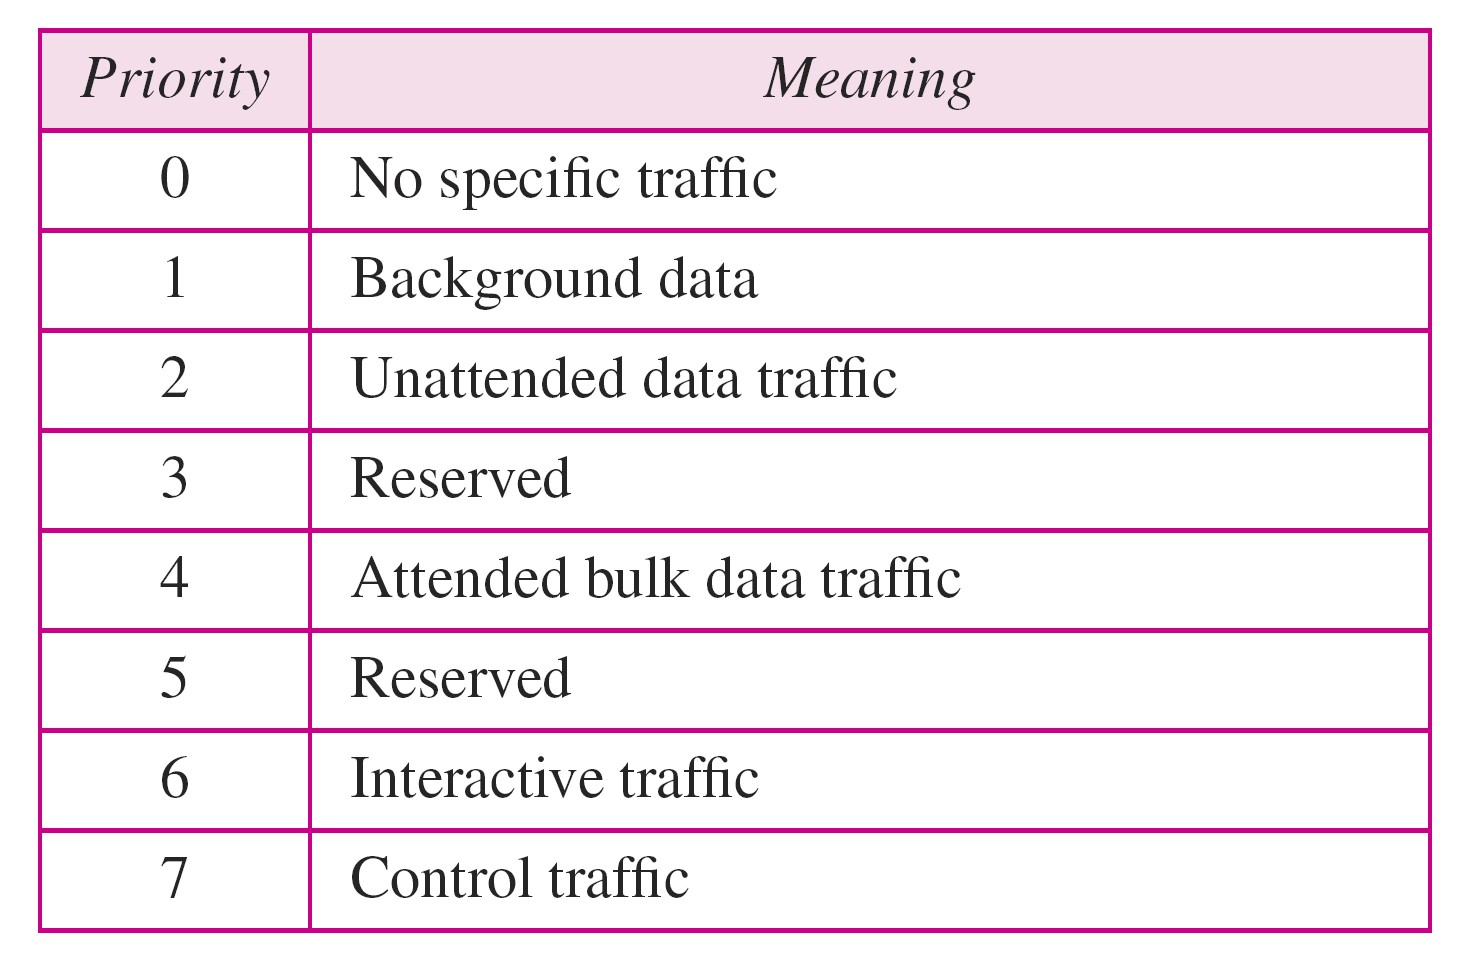 Priority Meaning
0 No specific traffic
1 Background data
2 Unattended data traffic
3 Reserved
4 Attended bulk data traffic
5 Reserved
6 Interactive traffic
7 Control traffic